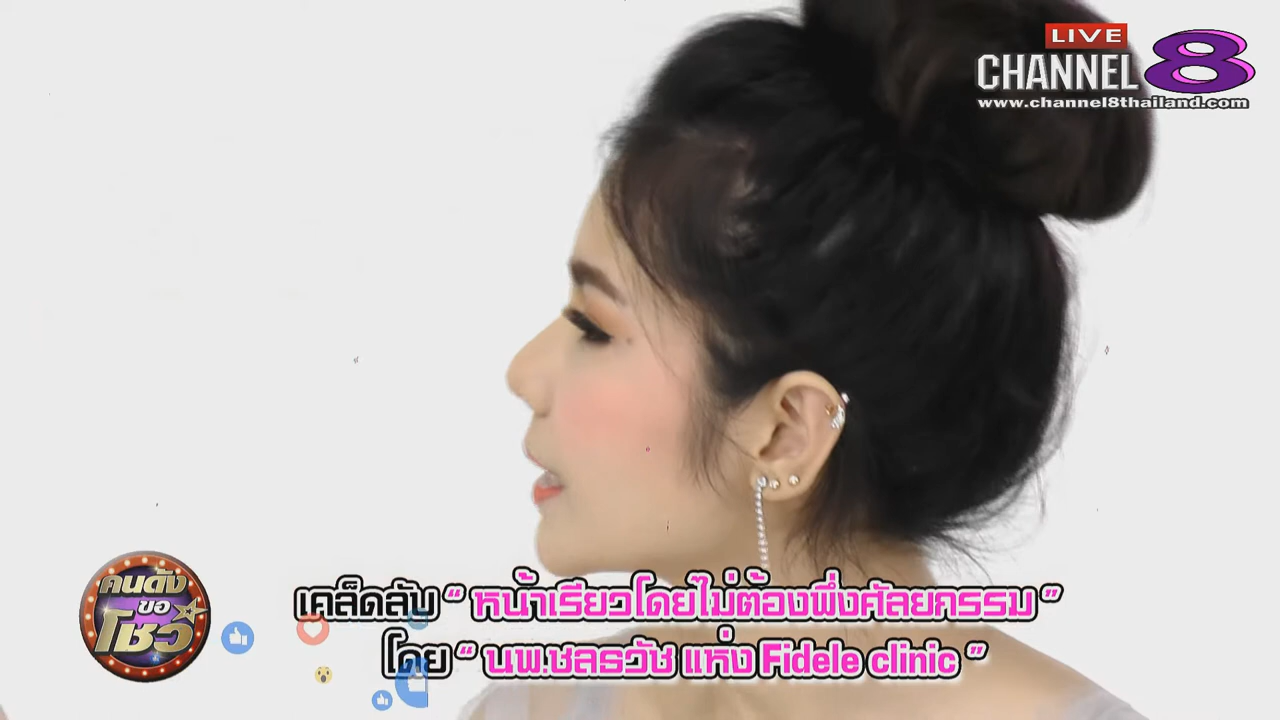 LIVE
CHANNEL 8
www.channel8thailand.com
คนดัง
ขอ
โชว์
เคล็ดลับ “ หน้าเรียวโดยไม่ต้องพึ่งศัลยกรรม ”
โดย “ นพ.ชลธวัช แห่ง Fidele clinic ”